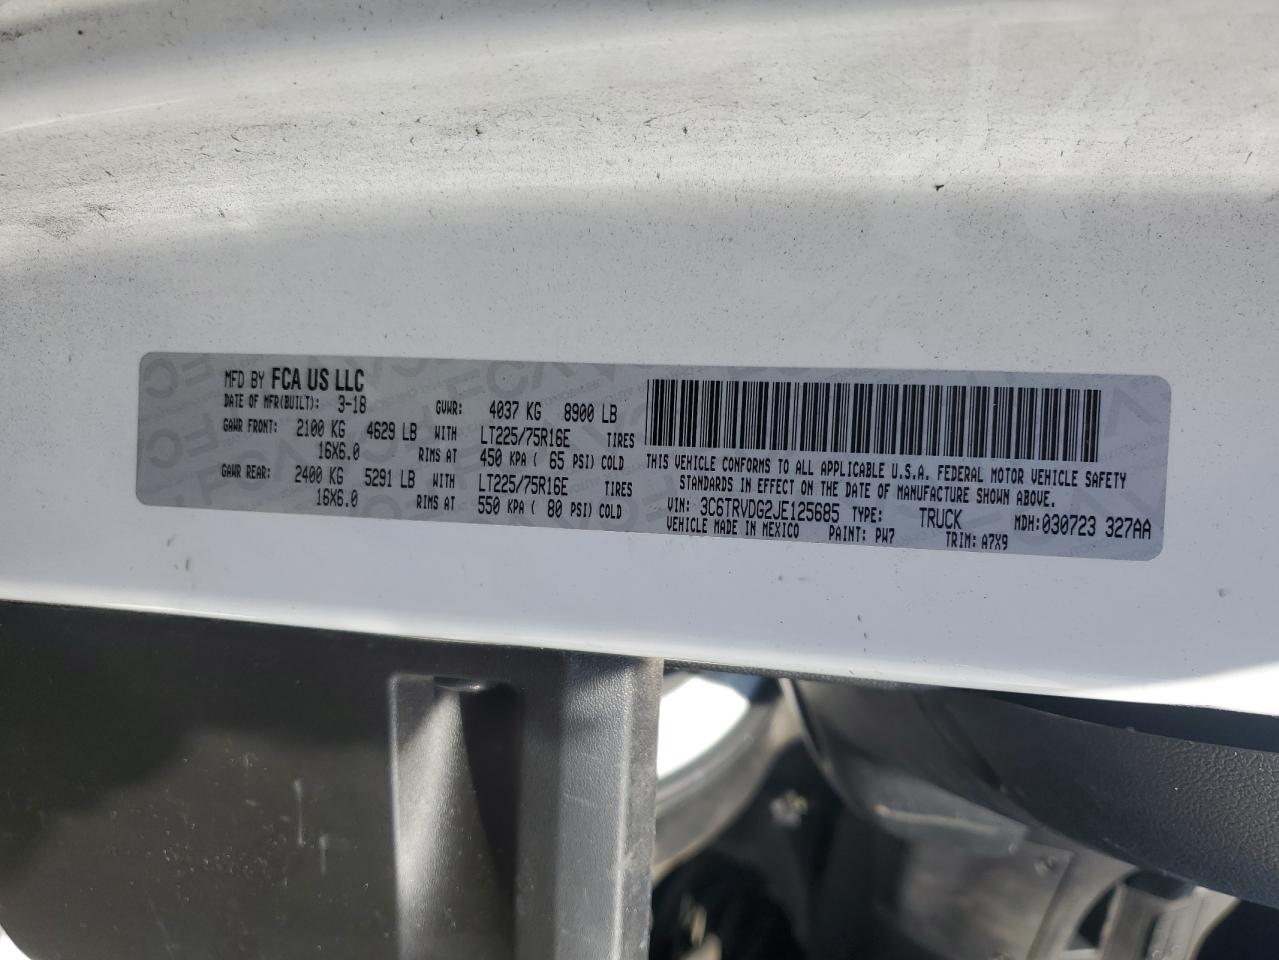 MFD BY FCA US LLC
DATE OF MFR(BUILT): 3-18 GVWR: 4037 KG 8900 LB
GAWR FRONT: 2100 KG 4629 LB WITH LT225/75R16E TIRES
16X6.0 RIMS AT 450 KPA ( 65 PSI) COLD
GAWR REAR: 2400 KG 5291 LB WITH LT225/75R16E TIRES
16X6.0 RIMS AT 550 KPA ( 80 PSI) COLD
THIS VEHICLE CONFORMS TO ALL APPLICABLE U.S.A. FEDERAL MOTOR VEHICLE SAFETY
STANDARDS IN EFFECT ON THE DATE OF MANUFACTURE SHOWN ABOVE.
VIN: 3C6TRVDG2JE125685 TYPE: TRUCK MDH:030723 327AA
VEHICLE MADE IN MEXICO PAINT: PW7 TRIM: A7X9